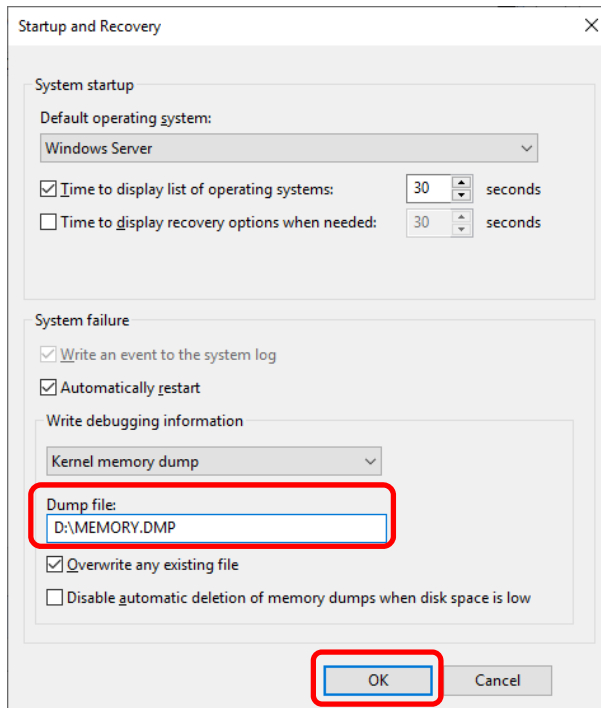 Startup and Recovery
System startup
Default operating system:
Windows Server
Time to display list of operating systems: 30 seconds
Time to display recovery options when needed: 30 seconds
System failure
Write an event to the system log
Automatically restart
Write debugging information
Kernel memory dump
Dump file:
D:\MEMORY.DMP
Overwrite any existing file
Disable automatic deletion of memory dumps when disk space is low
OK Cancel